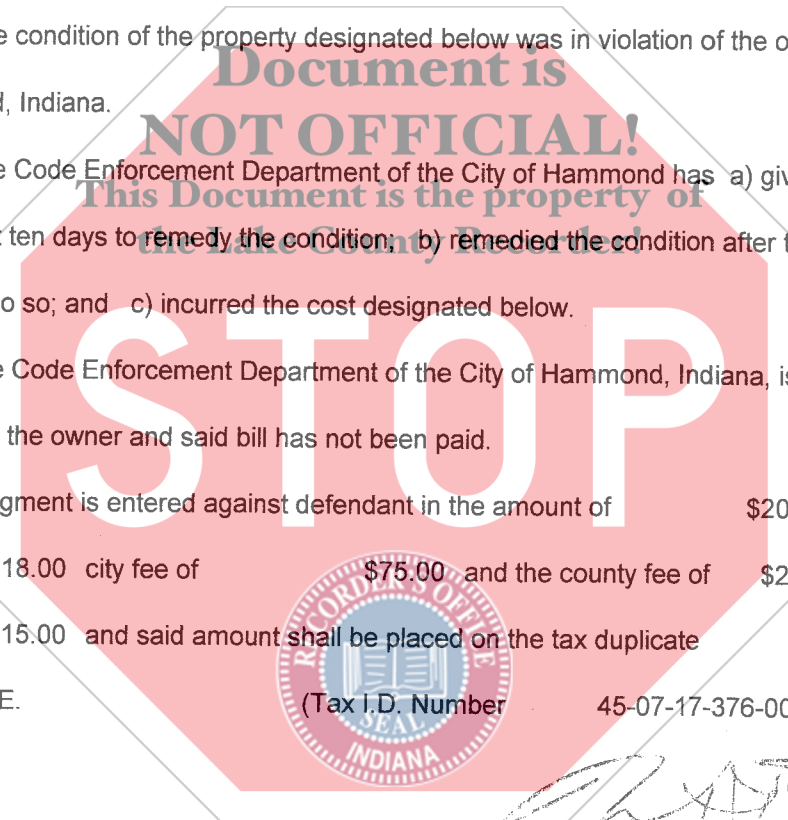 e condition of the property designated below was in violation of the o
Document is
d, Indiana.
NOT OFFICIAL!
e Code Enforcement Department of the City of Hammond has a) giv
This Document is the property of
t ten days to remedy the condition; b) remedied the condition after t
the Lake County Recorder!
o so; and c) incurred the cost designated below.
STOP
e Code Enforcement Department of the City of Hammond, Indiana, is
the owner and said bill has not been paid.
gment is entered against defendant in the amount of $20
18.00 city fee of $75.00 and the county fee of $2
15.00 and said amount shall be placed on the tax duplicate
E. (Tax I.D. Number 45-07-17-376-00
RECORDER'S OFFICE
SEAL
INDIANA